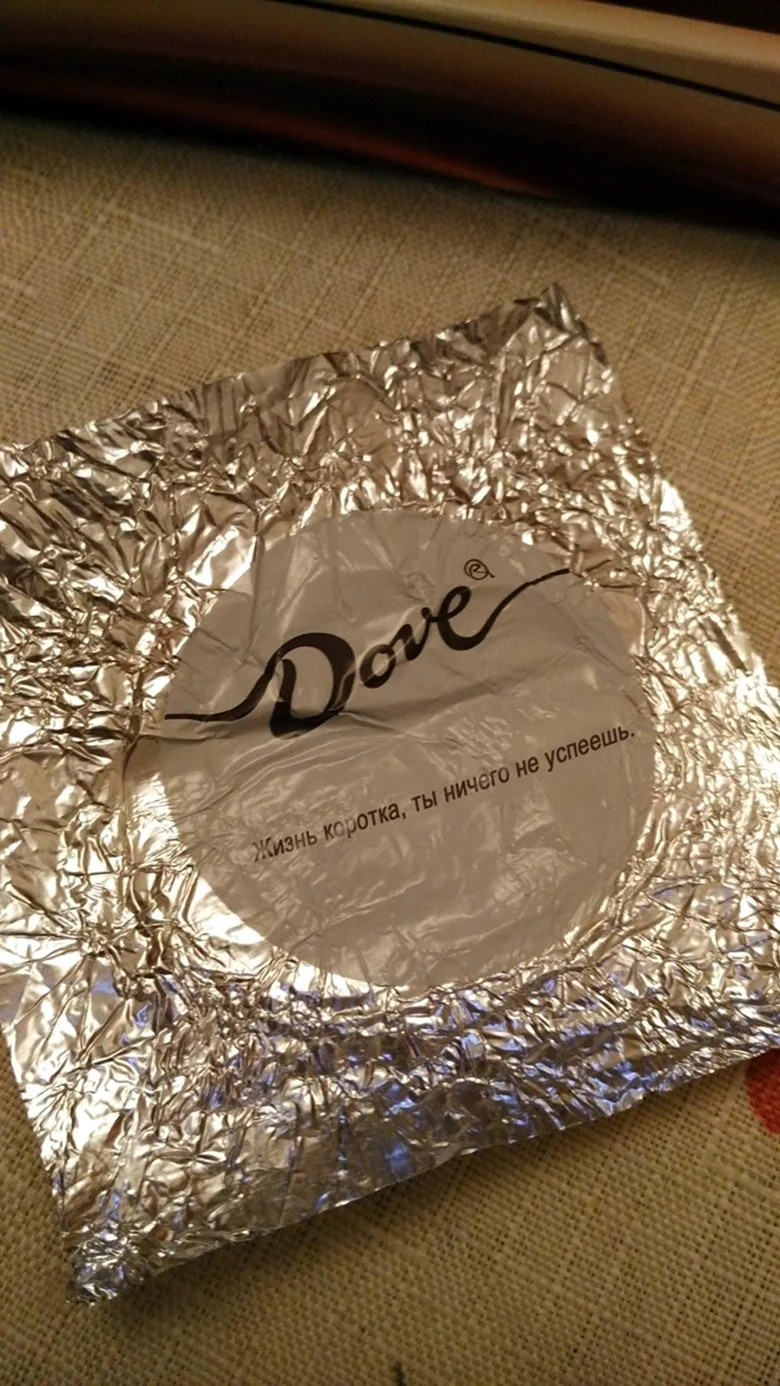 Dove®
Жизнь коротка, ты ничего не успеешь.